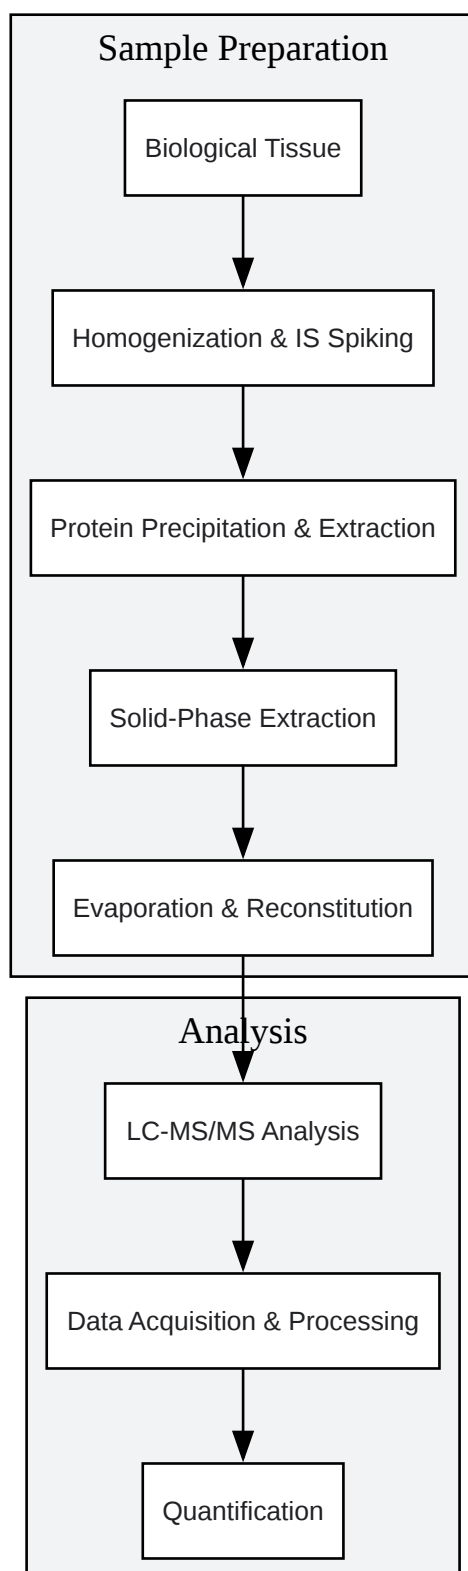 Sample Preparation
Biological Tissue
Homogenization & IS Spiking
Protein Precipitation & Extraction
Solid-Phase Extraction
Evaporation & Reconstitution
Analysis
LC-MS/MS Analysis
Data Acquisition & Processing
Quantification